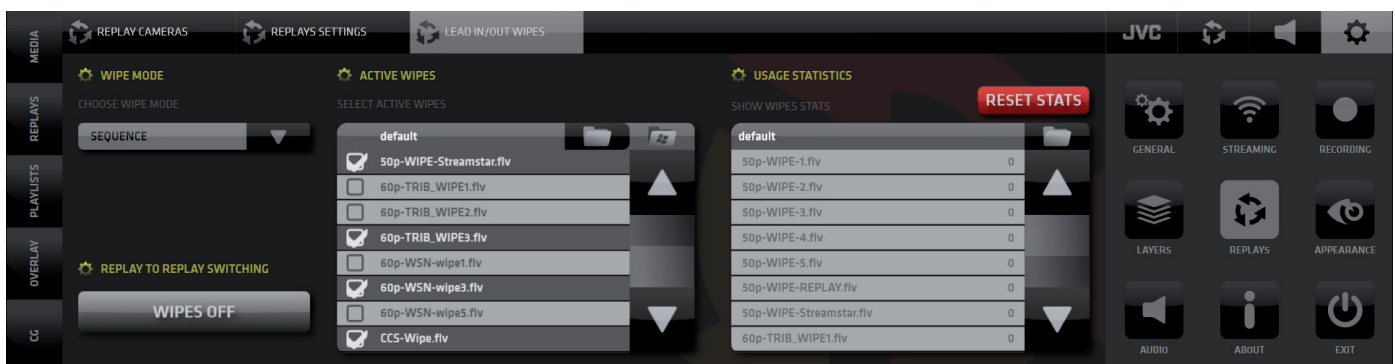 MEDIA
REPLAYS
PLAYLISTS
OVERLAY
CG
REPLAY CAMERAS
REPLAYS SETTINGS
LEAD IN/OUT WIPES
WIPE MODE
CHOOSE WIPE MODE
SEQUENCE
REPLAY TO REPLAY SWITCHING
WIPES OFF
ACTIVE WIPES
SELECT ACTIVE WIPES
default
50p-WIPE-Streamstar.flv
60p-TRIB_WIPE1.flv
60p-TRIB_WIPE2.flv
60p-TRIB_WIPE3.flv
60p-WSN-wipe1.flv
60p-WSN-wipe3.flv
60p-WSN-wipe5.flv
CCS-Wipe.flv
USAGE STATISTICS
SHOW WIPES STATS
RESET STATS
default
50p-WIPE-1.flv 0
50p-WIPE-2.flv 0
50p-WIPE-3.flv 0
50p-WIPE-4.flv 0
50p-WIPE-5.flv 0
50p-WIPE-REPLAY.flv 0
50p-WIPE-Streamstar.flv 0
60p-TRIB_WIPE1.flv 0
JVC
GENERAL
STREAMING
RECORDING
LAYERS
REPLAYS
APPEARANCE
AUDIO
ABOUT
EXIT